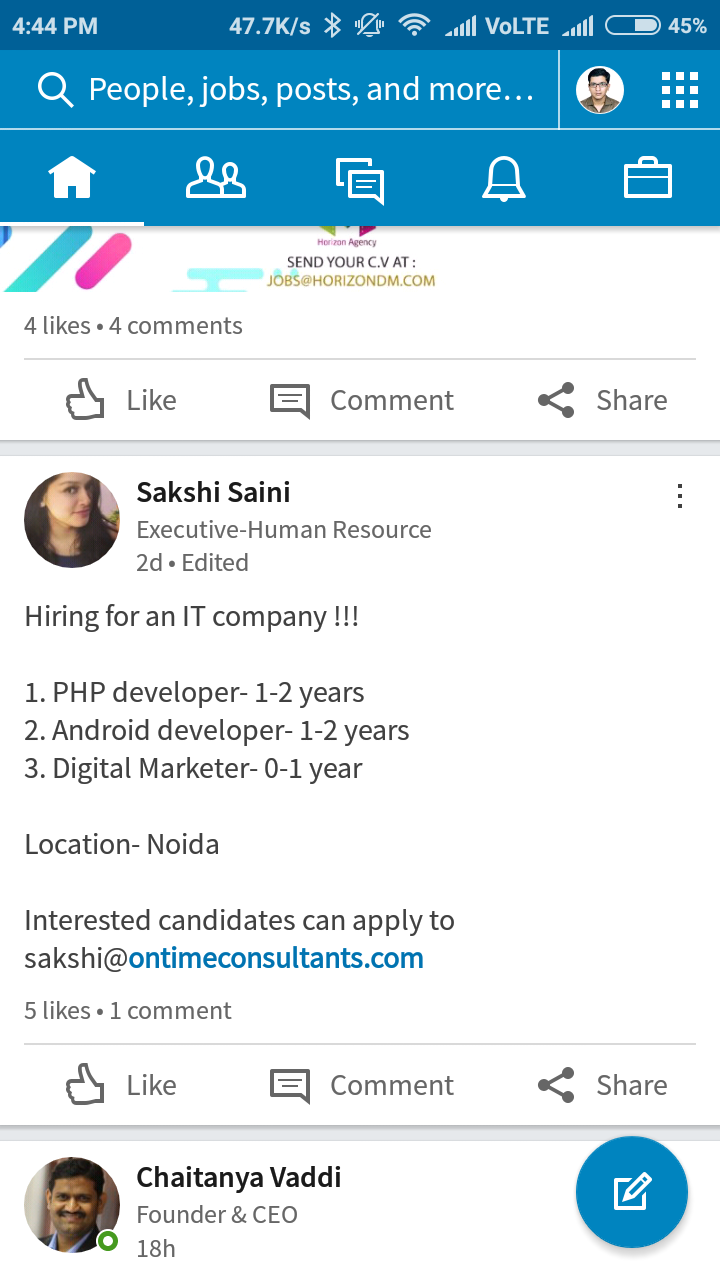 4:44 PM 47.7K/s VoLTE 45%
People, jobs, posts, and more...
Horizon Agency
SEND YOUR C.V AT :
JOBS@HORIZONDM.COM
4 likes • 4 comments
Like Comment Share
Sakshi Saini
Executive-Human Resource
2d • Edited
Hiring for an IT company !!!
1. PHP developer- 1-2 years
2. Android developer- 1-2 years
3. Digital Marketer- 0-1 year
Location- Noida
Interested candidates can apply to
sakshi@ontimeconsultants.com
5 likes • 1 comment
Like Comment Share
Chaitanya Vaddi
Founder & CEO
18h